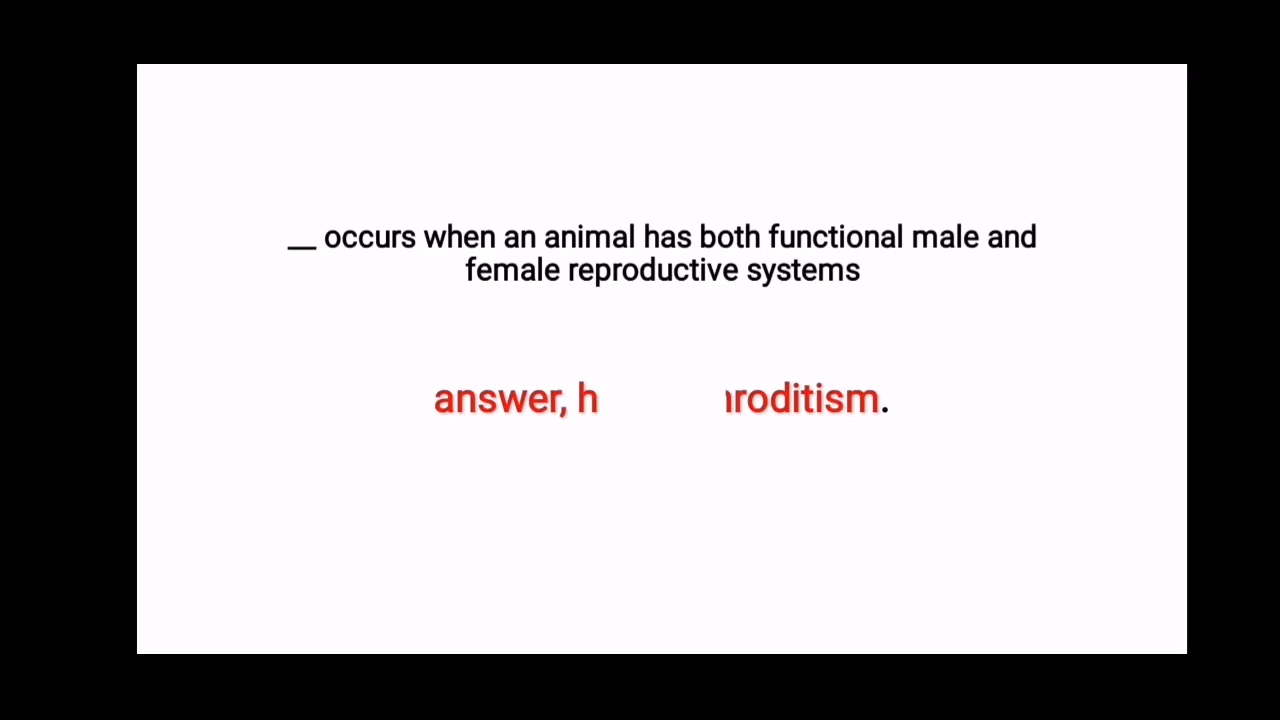 __ occurs when an animal has both functional male and
female reproductive systems
answer, h roditism.